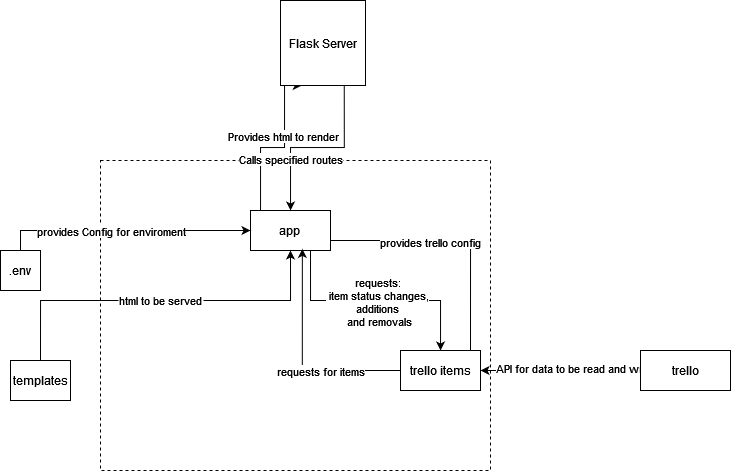 Flask Server
Provides html to render
Calls specified routes
app
provides Config for enviroment
provides trello config
.env
requests:
item status changes,
additions
and removals
html to be served
requests for items
trello items
API for data to be read and w
trello
templates